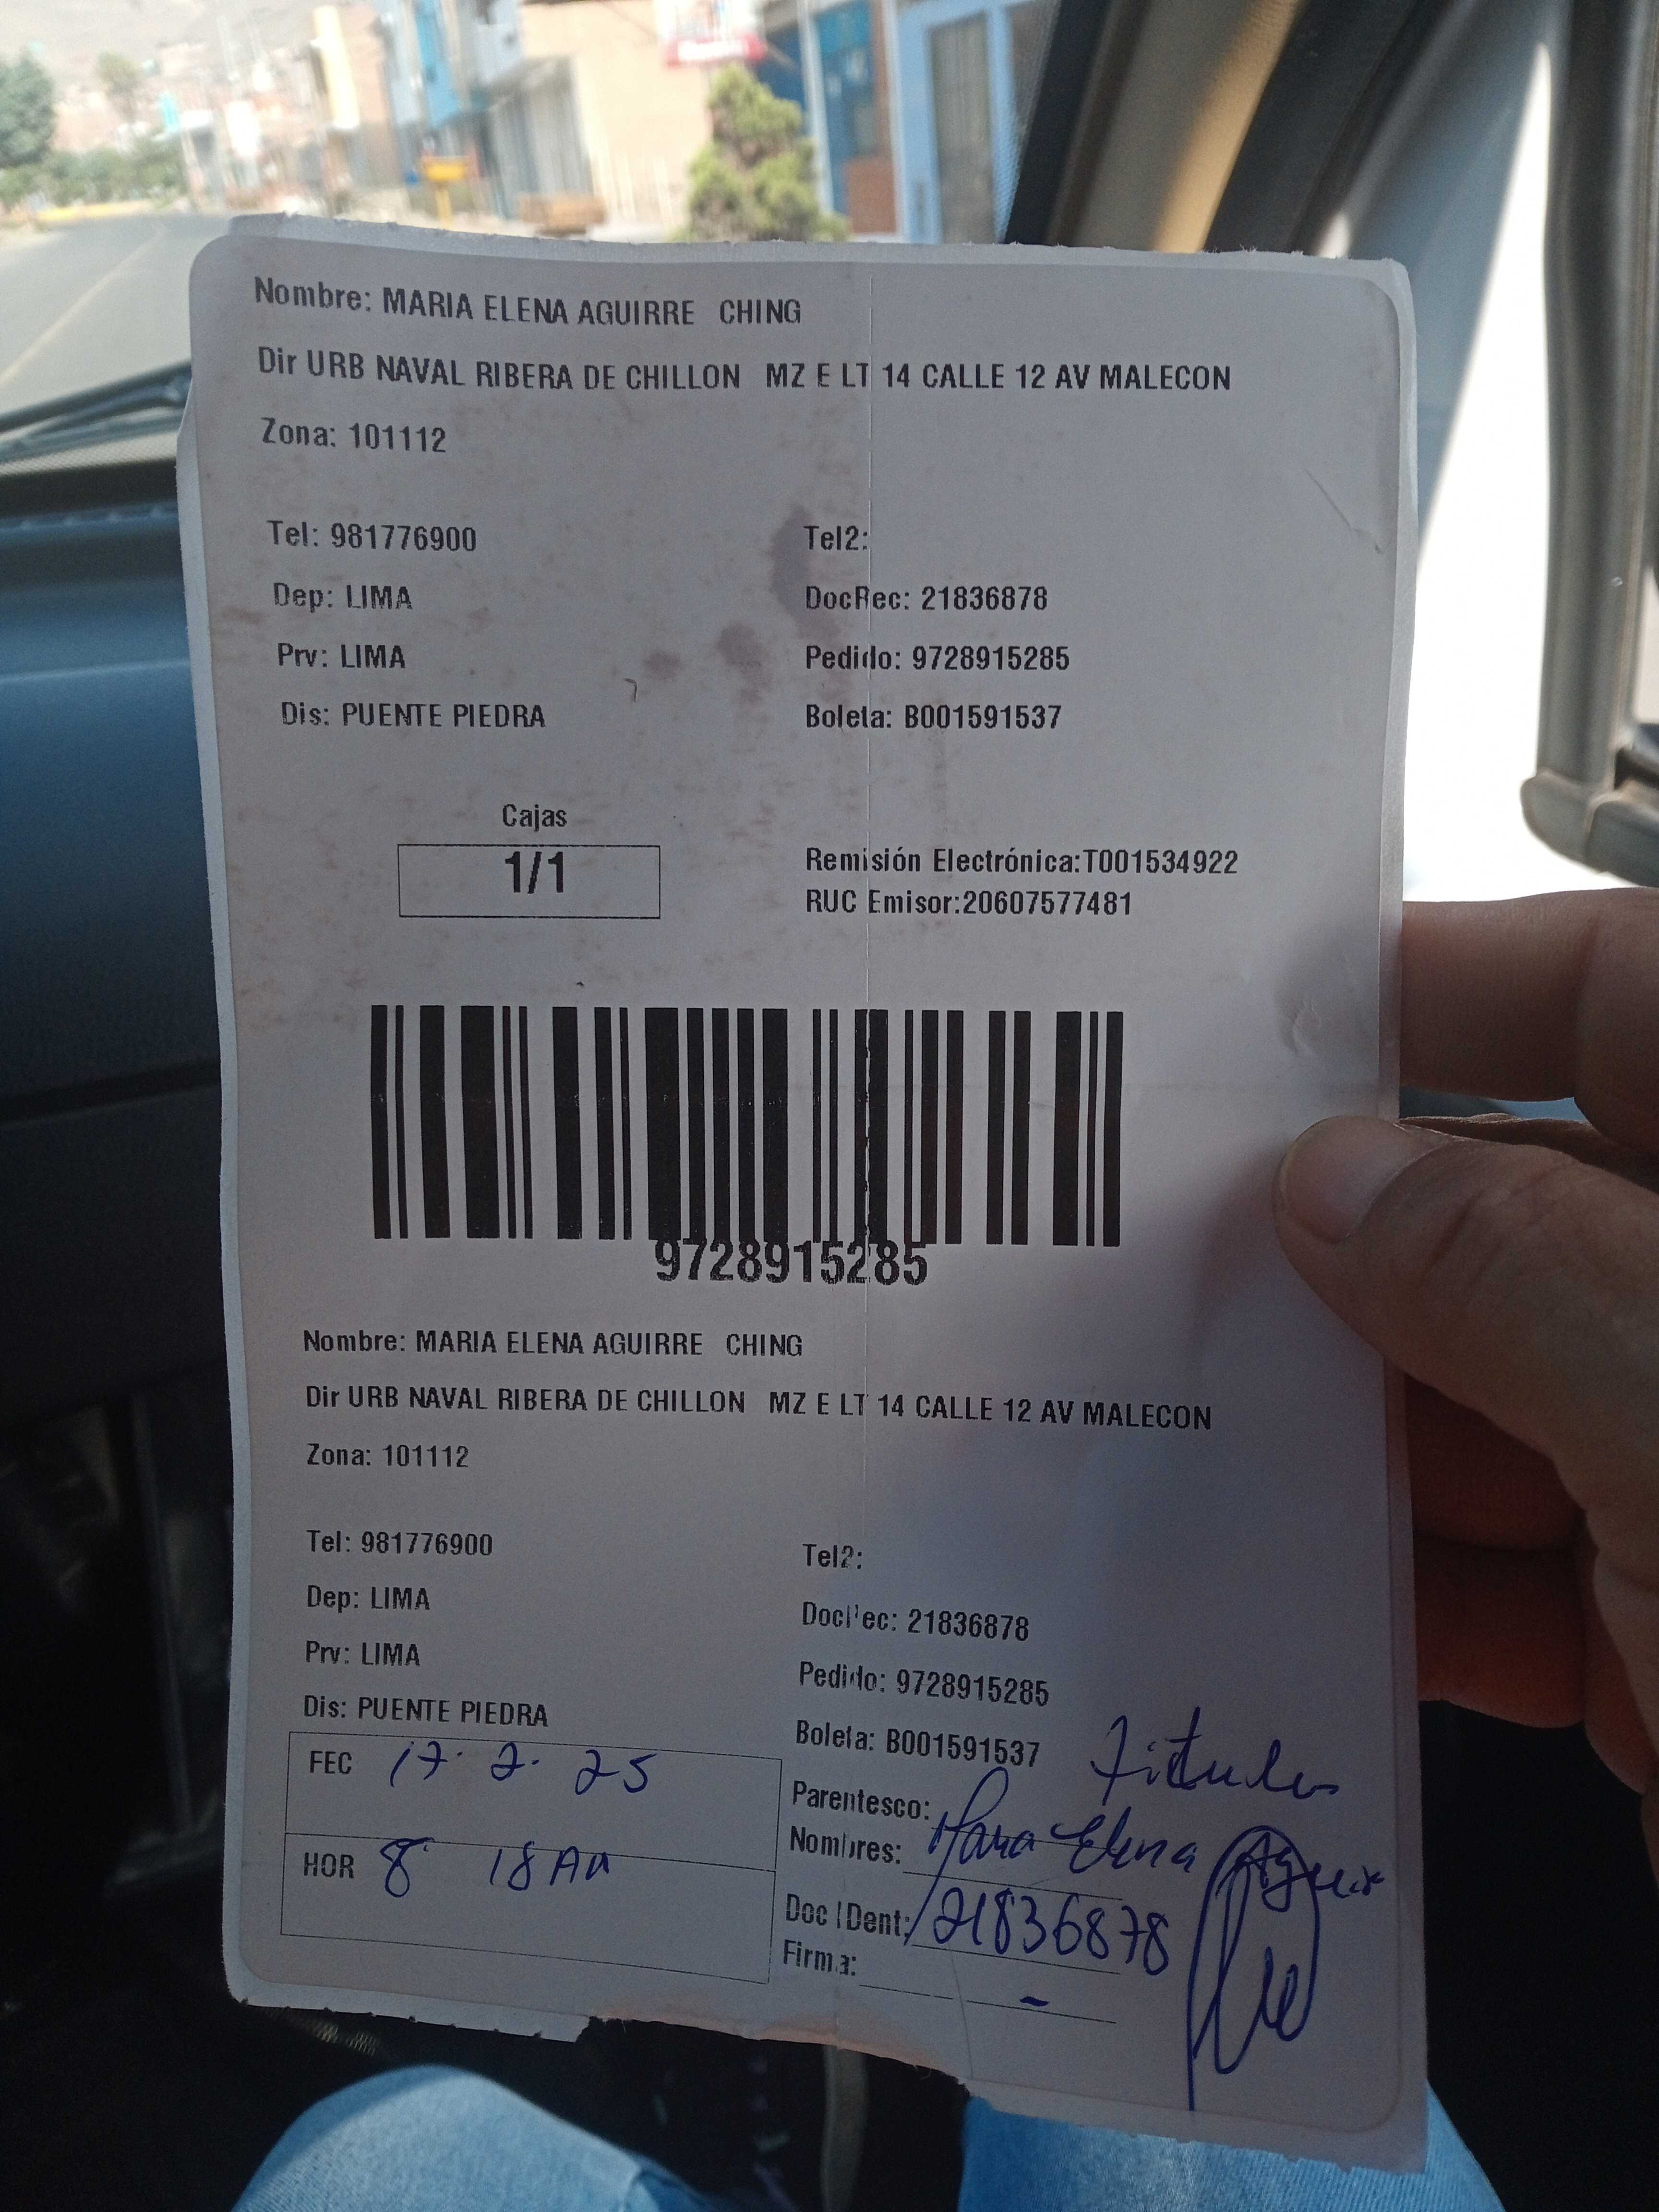 Nombre: MARIA ELENA AGUIRRE CHING
Dir URB NAVAL RIBERA DE CHILLON MZ E LT 14 CALLE 12 AV MALECON
Zona: 101112
Tel: 981776900
Tel2:
Dep: LIMA
DocRec: 21836878
Prv: LIMA
Pedido: 9728915285
Dis: PUENTE PIEDRA
Boleta: B001591537
Cajas
1/1
Remisión Electrónica:T001534922
RUC Emisor:20607577481
9728915285
Nombre: MARIA ELENA AGUIRRE CHING
Dir URB NAVAL RIBERA DE CHILLON MZ E LT 14 CALLE 12 AV MALECON
Zona: 101112
Tel: 981776900
Tel2:
Dep: LIMA
DocRec: 21836878
Prv: LIMA
Pedido: 9728915285
Dis: PUENTE PIEDRA
Boleta: B001591537
FEC 17. 2. 25
Parentesco:
Nombres: Maria Elena Aguirre
HOR 8 18 AM
Doc IDent: 21836878
Firma: